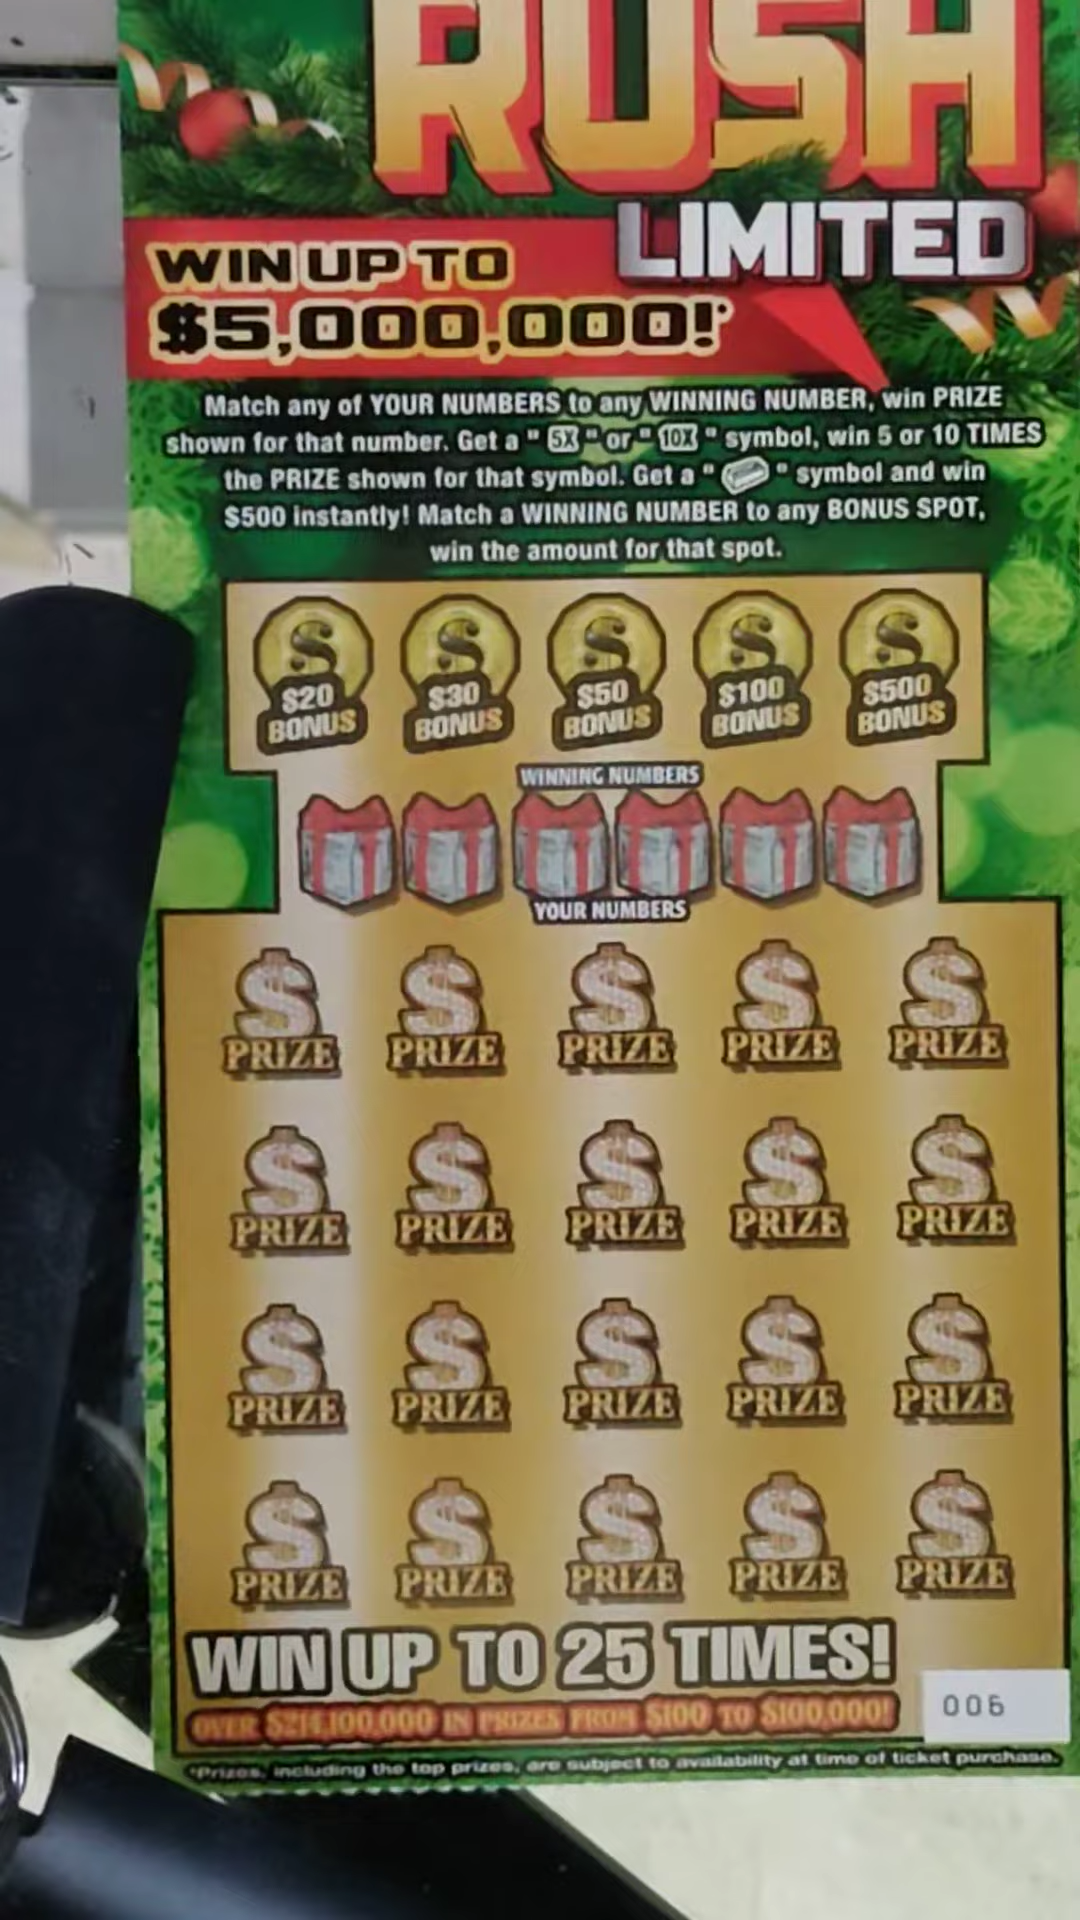 RUSH
LIMITED
WIN UP TO
$5,000,000!*
Match any of YOUR NUMBERS to any WINNING NUMBER, win PRIZE
shown for that number. Get a " 5X " or " 10X " symbol, win 5 or 10 TIMES
the PRIZE shown for that symbol. Get a " " symbol and win
$500 instantly! Match a WINNING NUMBER to any BONUS SPOT,
win the amount for that spot.
$20 $30 $50 $100 $500
BONUS BONUS BONUS BONUS BONUS
WINNING NUMBERS
YOUR NUMBERS
PRIZE PRIZE PRIZE PRIZE PRIZE
PRIZE PRIZE PRIZE PRIZE PRIZE
PRIZE PRIZE PRIZE PRIZE PRIZE
PRIZE PRIZE PRIZE PRIZE PRIZE
WIN UP TO 25 TIMES!
006
OVER $214,100,000 IN PRIZES FROM $100 TO $100,000!
*Prizes, including the top prizes, are subject to availability at time of ticket purchase.